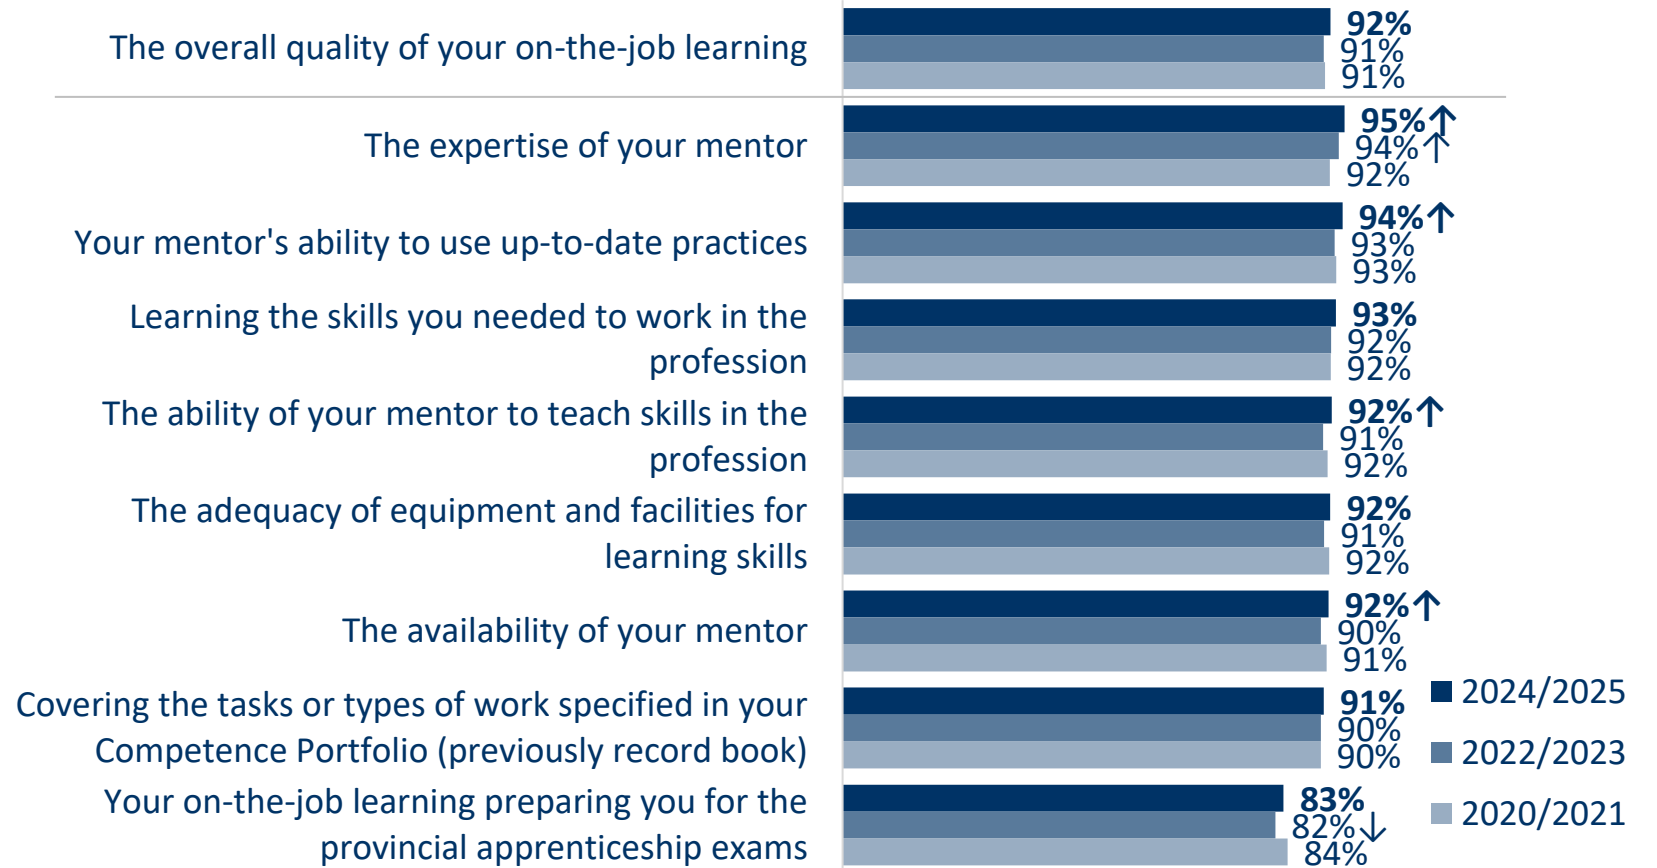 The overall quality of your on-the-job learning
92%
91%
91%
The expertise of your mentor
95%↑
94%↑
92%
Your mentor's ability to use up-to-date practices
94%↑
93%
93%
Learning the skills you needed to work in the
profession
93%
92%
92%
The ability of your mentor to teach skills in the
profession
92%↑
91%
92%
The adequacy of equipment and facilities for
learning skills
92%
91%
92%
The availability of your mentor
92%↑
90%
91%
Covering the tasks or types of work specified in your
Competence Portfolio (previously record book)
91%
90%
90%
Your on-the-job learning preparing you for the
provincial apprenticeship exams
83%
82%↓
84%
2024/2025
2022/2023
2020/2021